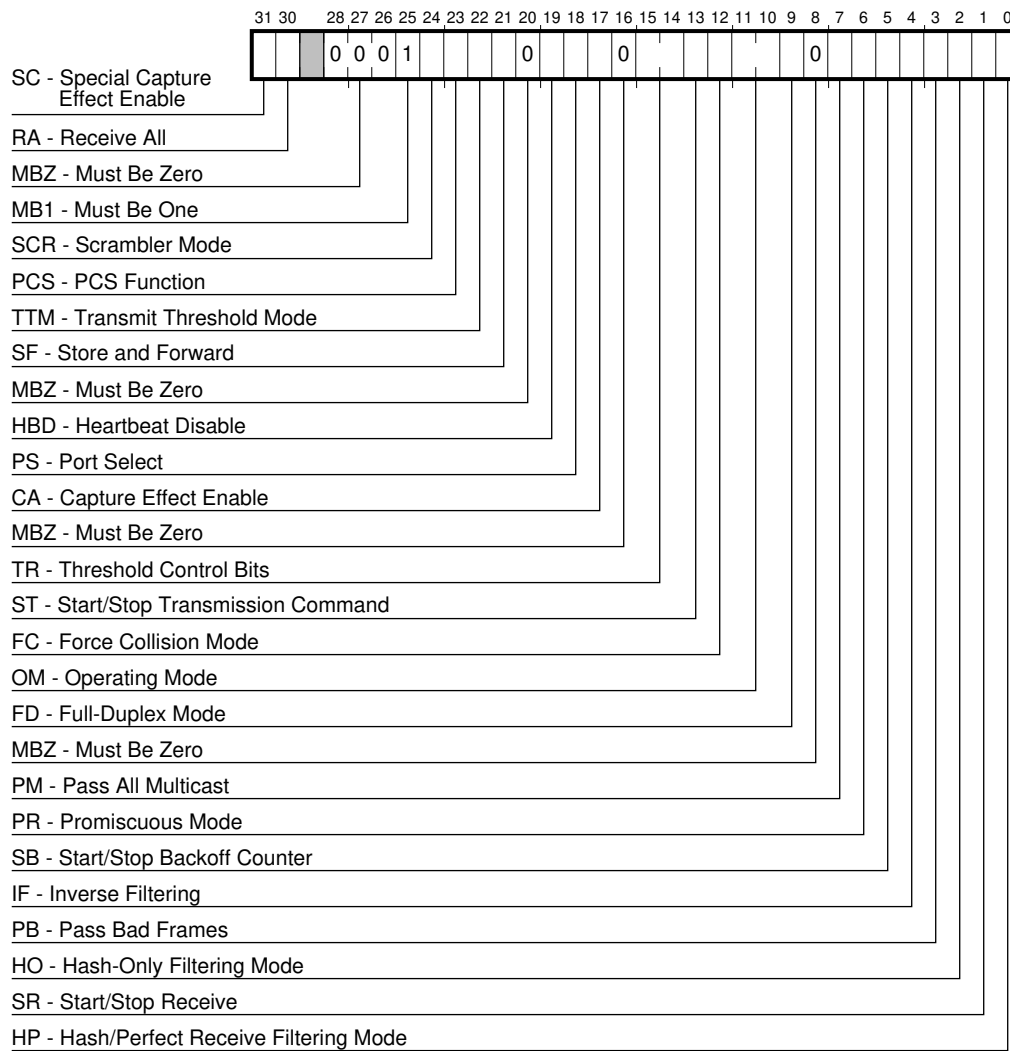 31 30 28 27 26 25 24 23 22 21 20 19 18 17 16 15 14 13 12 11 10 9 8 7 6 5 4 3 2 1 0
0 0 0 1 0 0 0
SC - Special Capture
Effect Enable
RA - Receive All
MBZ - Must Be Zero
MB1 - Must Be One
SCR - Scrambler Mode
PCS - PCS Function
TTM - Transmit Threshold Mode
SF - Store and Forward
MBZ - Must Be Zero
HBD - Heartbeat Disable
PS - Port Select
CA - Capture Effect Enable
MBZ - Must Be Zero
TR - Threshold Control Bits
ST - Start/Stop Transmission Command
FC - Force Collision Mode
OM - Operating Mode
FD - Full-Duplex Mode
MBZ - Must Be Zero
PM - Pass All Multicast
PR - Promiscuous Mode
SB - Start/Stop Backoff Counter
IF - Inverse Filtering
PB - Pass Bad Frames
HO - Hash-Only Filtering Mode
SR - Start/Stop Receive
HP - Hash/Perfect Receive Filtering Mode